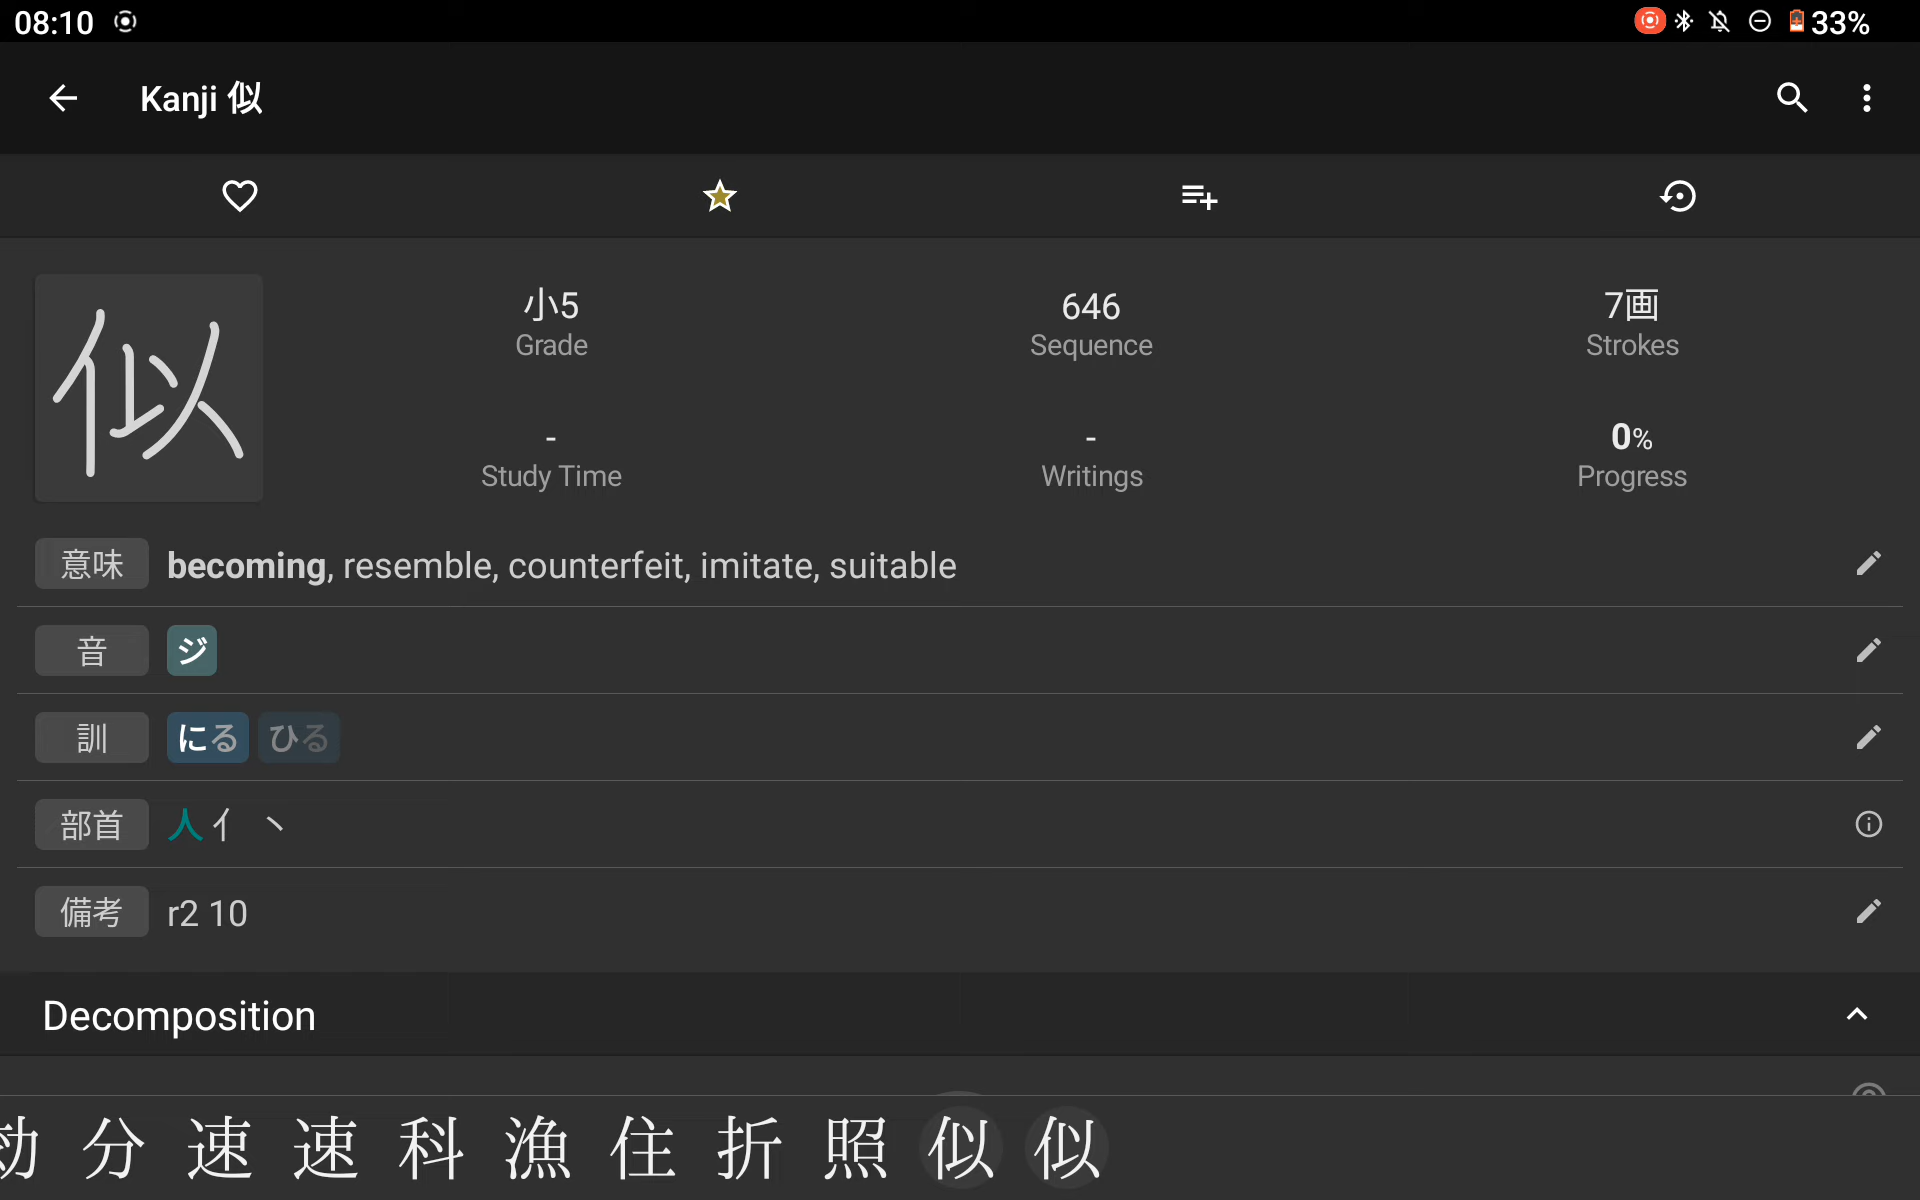 08:10
33%
Kanji 似
似
小5
Grade
646
Sequence
7画
Strokes
-
Study Time
-
Writings
0%
Progress
意味 becoming, resemble, counterfeit, imitate, suitable
音 ジ
訓 にる ひる
部首 人 亻 丶
備考 r2 10
Decomposition
分 速 速 科 漁 住 折 照 似 似